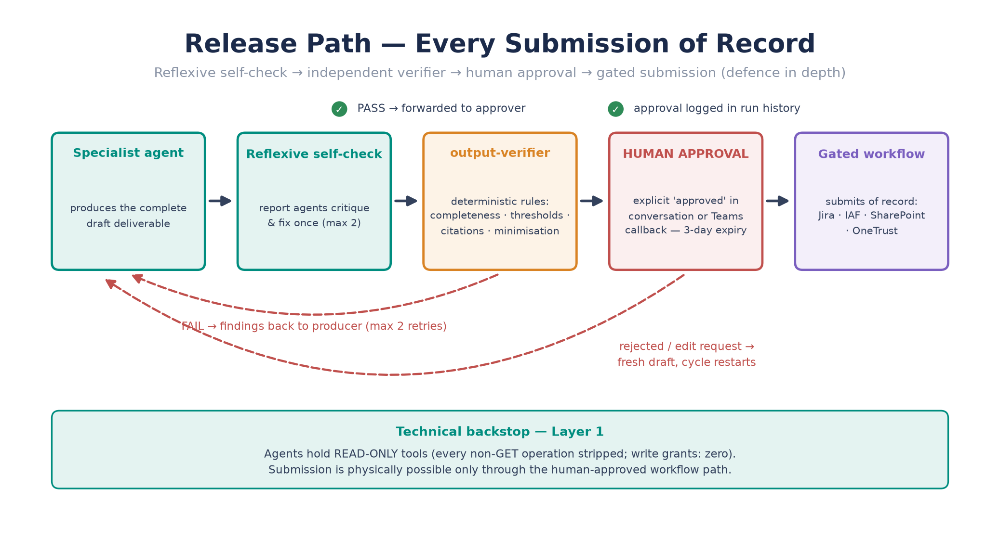 Release Path — Every Submission of Record
Reflexive self-check → independent verifier → human approval → gated submission (defence in depth)
✓ PASS → forwarded to approver
✓ approval logged in run history
Specialist agent
produces the complete
draft deliverable
Reflexive self-check
report agents critique
& fix once (max 2)
output-verifier
deterministic rules:
completeness · thresholds ·
citations · minimisation
HUMAN APPROVAL
explicit 'approved' in
conversation or Teams
callback — 3-day expiry
Gated workflow
submits of record:
Jira · IAF · SharePoint
· OneTrust
FAIL → findings back to producer (max 2 retries)
rejected / edit request →
fresh draft, cycle restarts
Technical backstop — Layer 1
Agents hold READ-ONLY tools (every non-GET operation stripped; write grants: zero).
Submission is physically possible only through the human-approved workflow path.